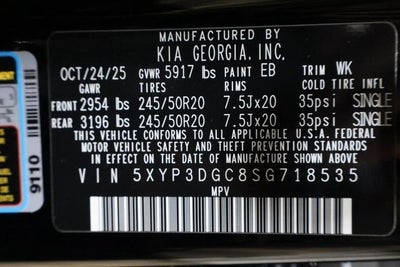 MANUFACTURED BY
KIA GEORGIA, INC.
OCT/24/25 GVWR 5917 lbs PAINT EB TRIM WK
GAWR TIRES RIMS COLD TIRE INFL
FRONT 2954 lbs 245/50R20 7.5Jx20 35psi SINGLE
REAR 3196 lbs 245/50R20 7.5Jx20 35psi SINGLE
THIS VEHICLE CONFORMS TO ALL APPLICABLE U.S.A. FEDERAL
MOTOR VEHICLE SAFETY AND THEFT PREVENTION STANDARDS
IN EFFECT ON THE DATE OF MANUFACTURE SHOWN ABOVE
VIN 5XYP3DGC8SG718535
MPV
9110